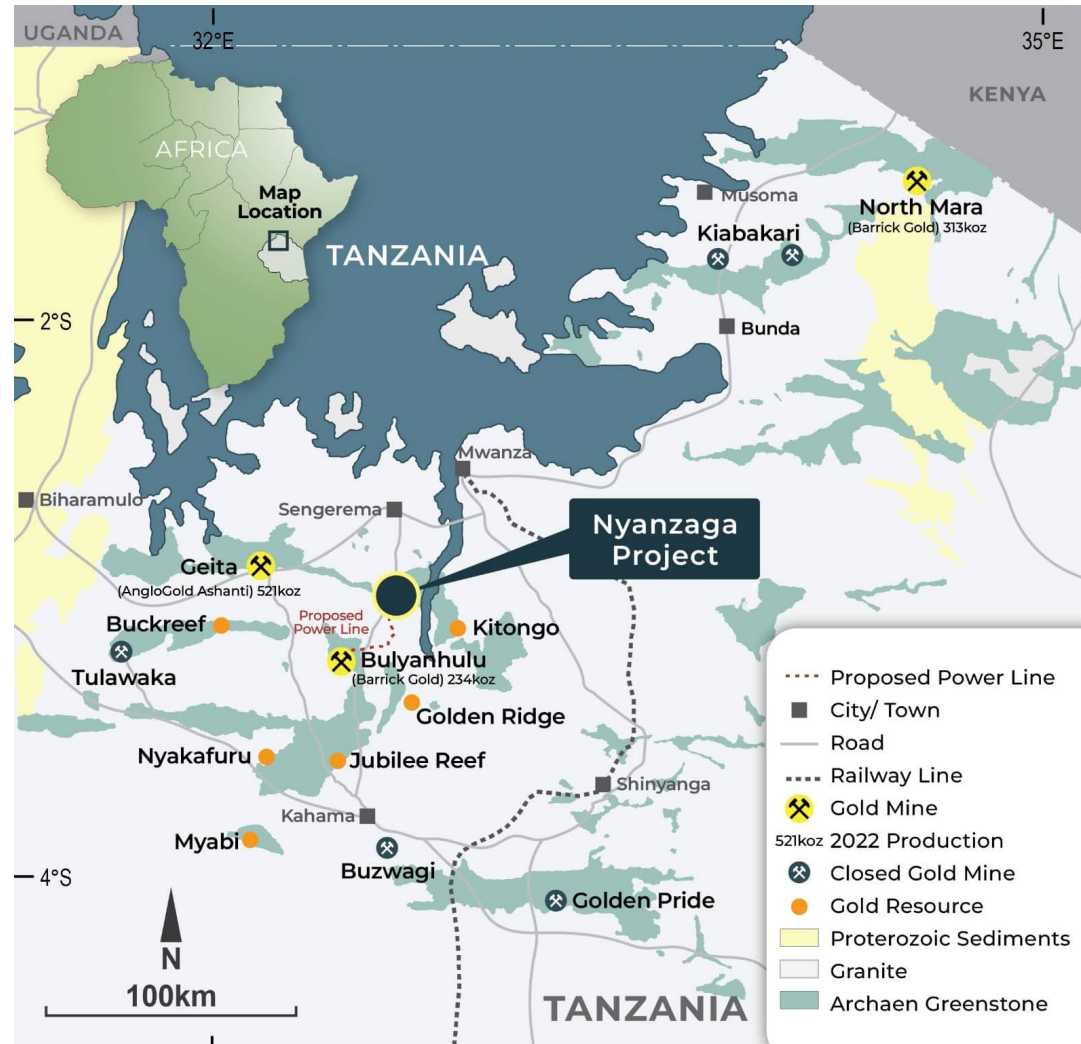 UGANDA
32°E
35°E
KENYA
AFRICA
Map
Location
TANZANIA
Musoma
North Mara
(Barrick Gold) 313koz
Kiabakari
2°S
Bunda
Mwanza
Biharamulo
Sengerema
Nyanzaga
Project
Geita
(AngloGold Ashanti) 521koz
Buckreef
Proposed
Power Line
Kitongo
Tulawaka
Bulyanhulu
(Barrick Gold) 234koz
Golden Ridge
Nyakafuru
Jubilee Reef
Shinyanga
Kahama
Myabi
Buzwagi
4°S
Golden Pride
N
100km
TANZANIA
Proposed Power Line
City/ Town
Road
Railway Line
Gold Mine
521koz 2022 Production
Closed Gold Mine
Gold Resource
Proterozoic Sediments
Granite
Archaen Greenstone